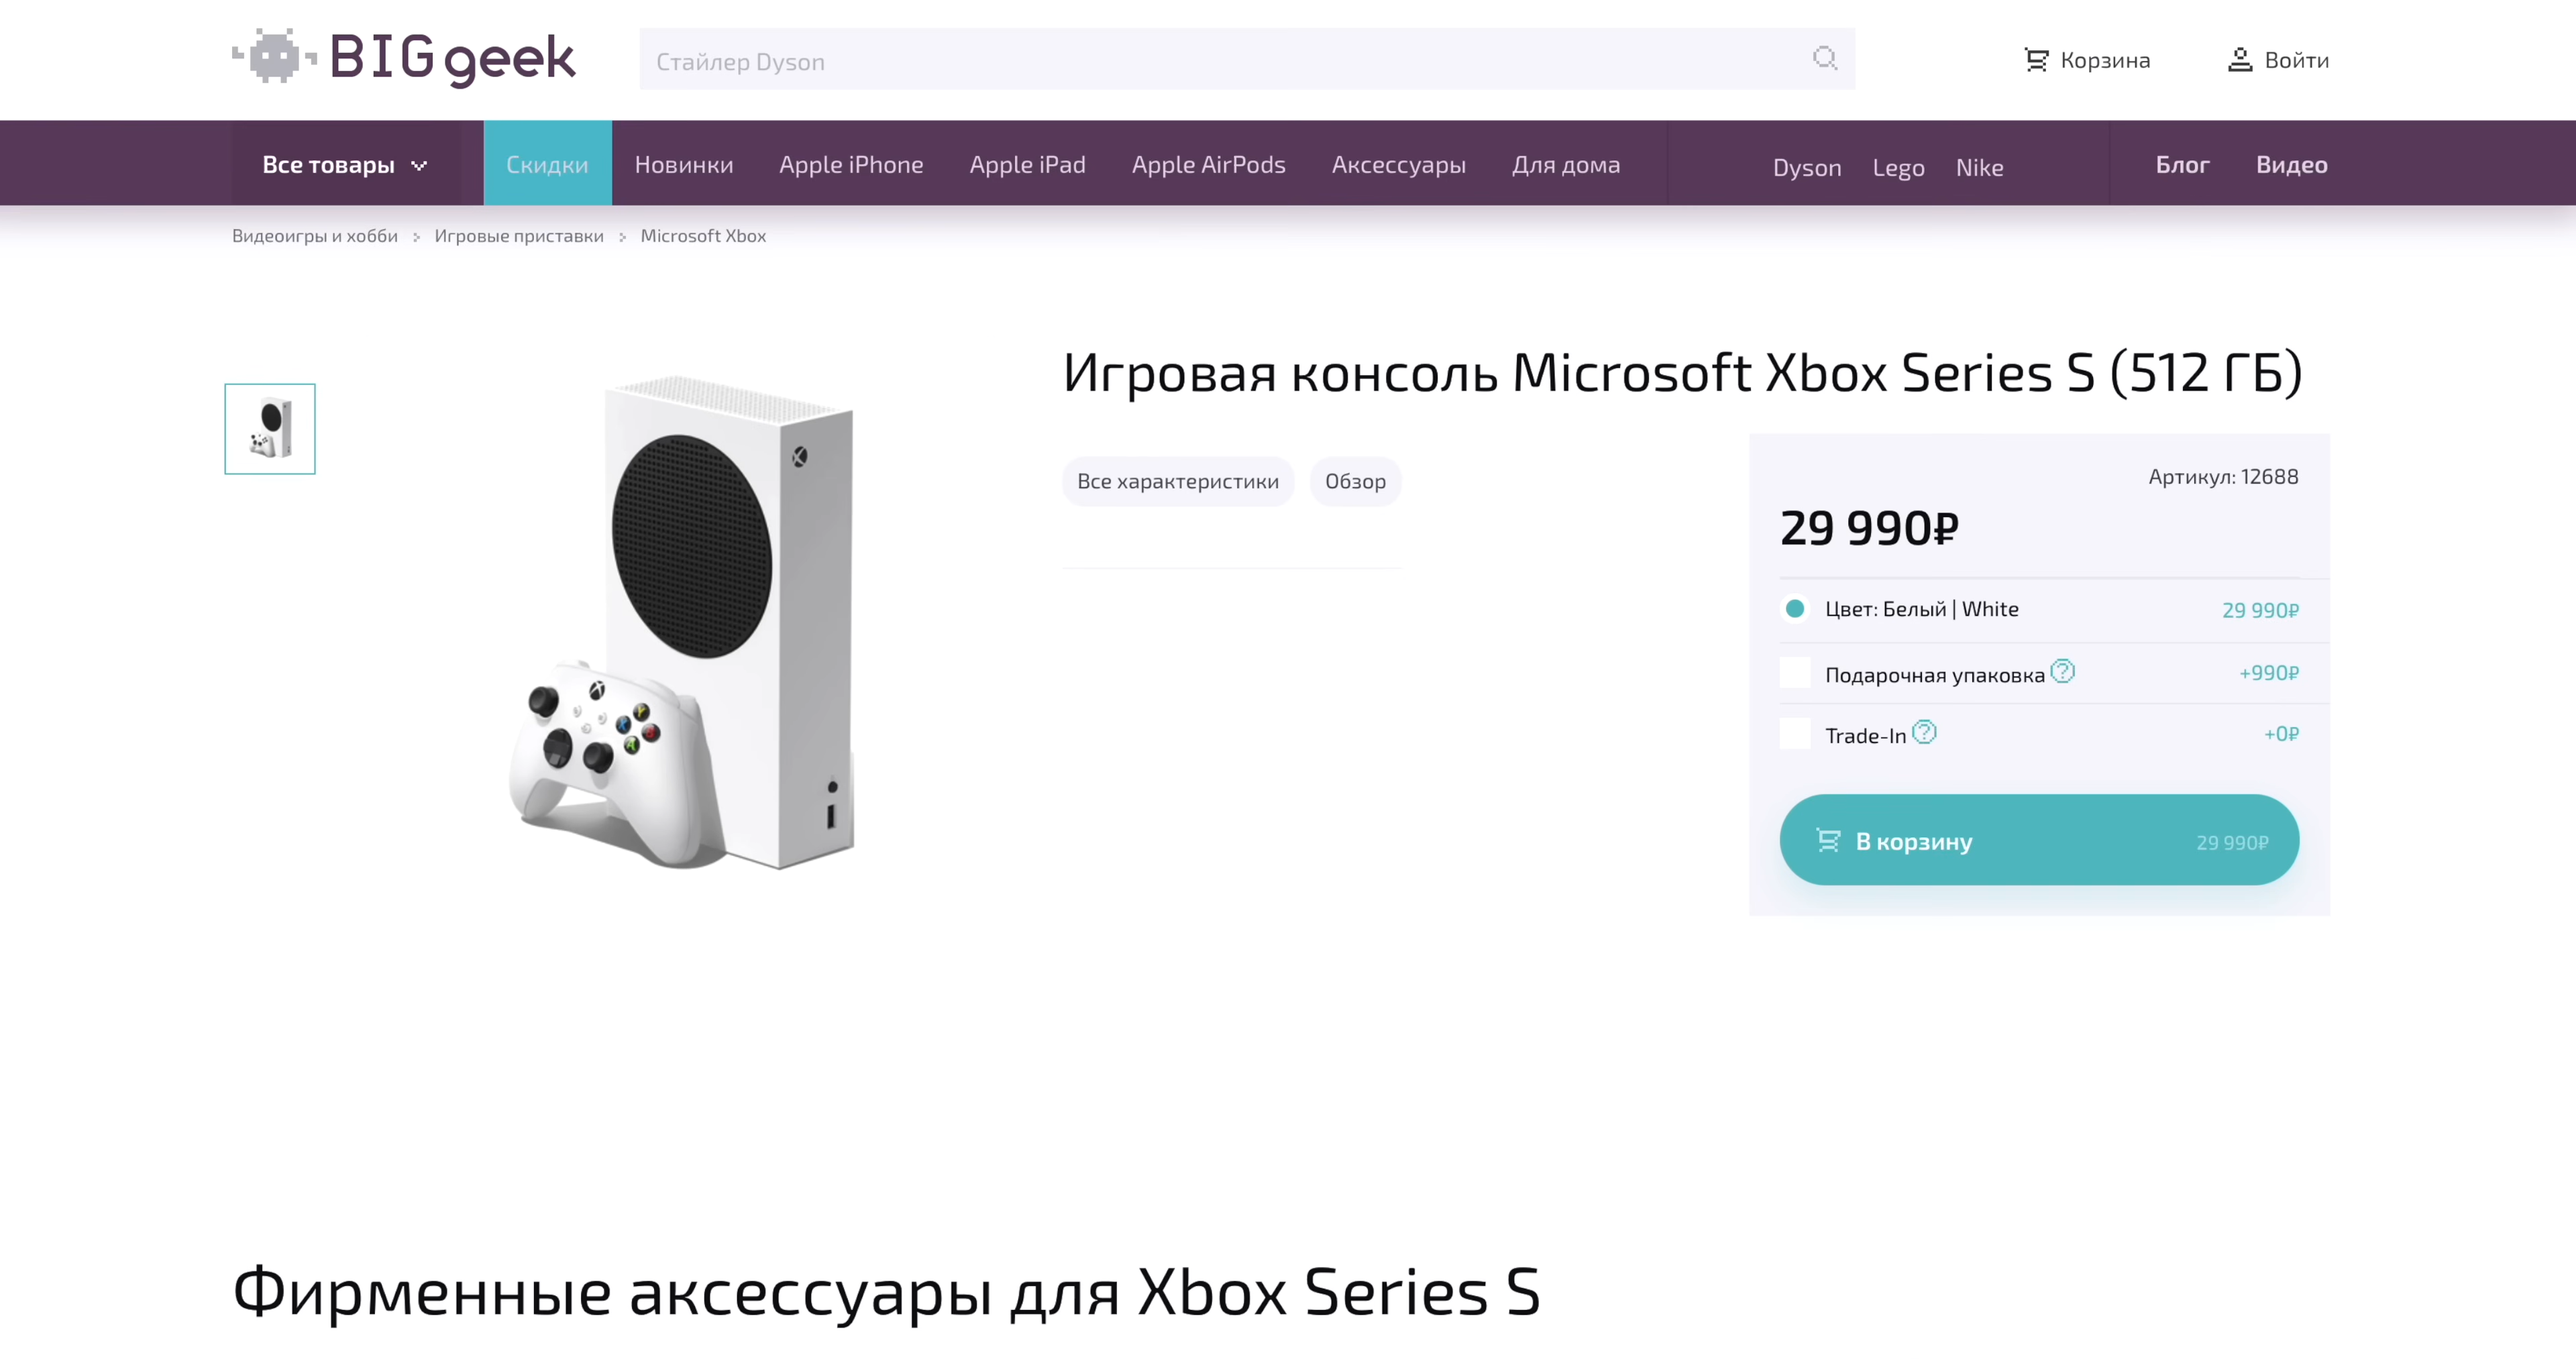 BIGgeek
Стайлер Dyson
Корзина
Войти
Все товары
Скидки
Новинки
Apple iPhone
Apple iPad
Apple AirPods
Аксессуары
Для дома
Dyson
Lego
Nike
Блог
Видео
Видеоигры и хобби
Игровые приставки
Microsoft Xbox
Игровая консоль Microsoft Xbox Series S (512 ГБ)
Все характеристики
Обзор
Артикул: 12688
29 990₽
Цвет: Белый | White 29 990₽
Подарочная упаковка ? +990₽
Trade-In ? +0₽
В корзину 29 990₽
X
Y
B
A
Фирменные аксессуары для Xbox Series S